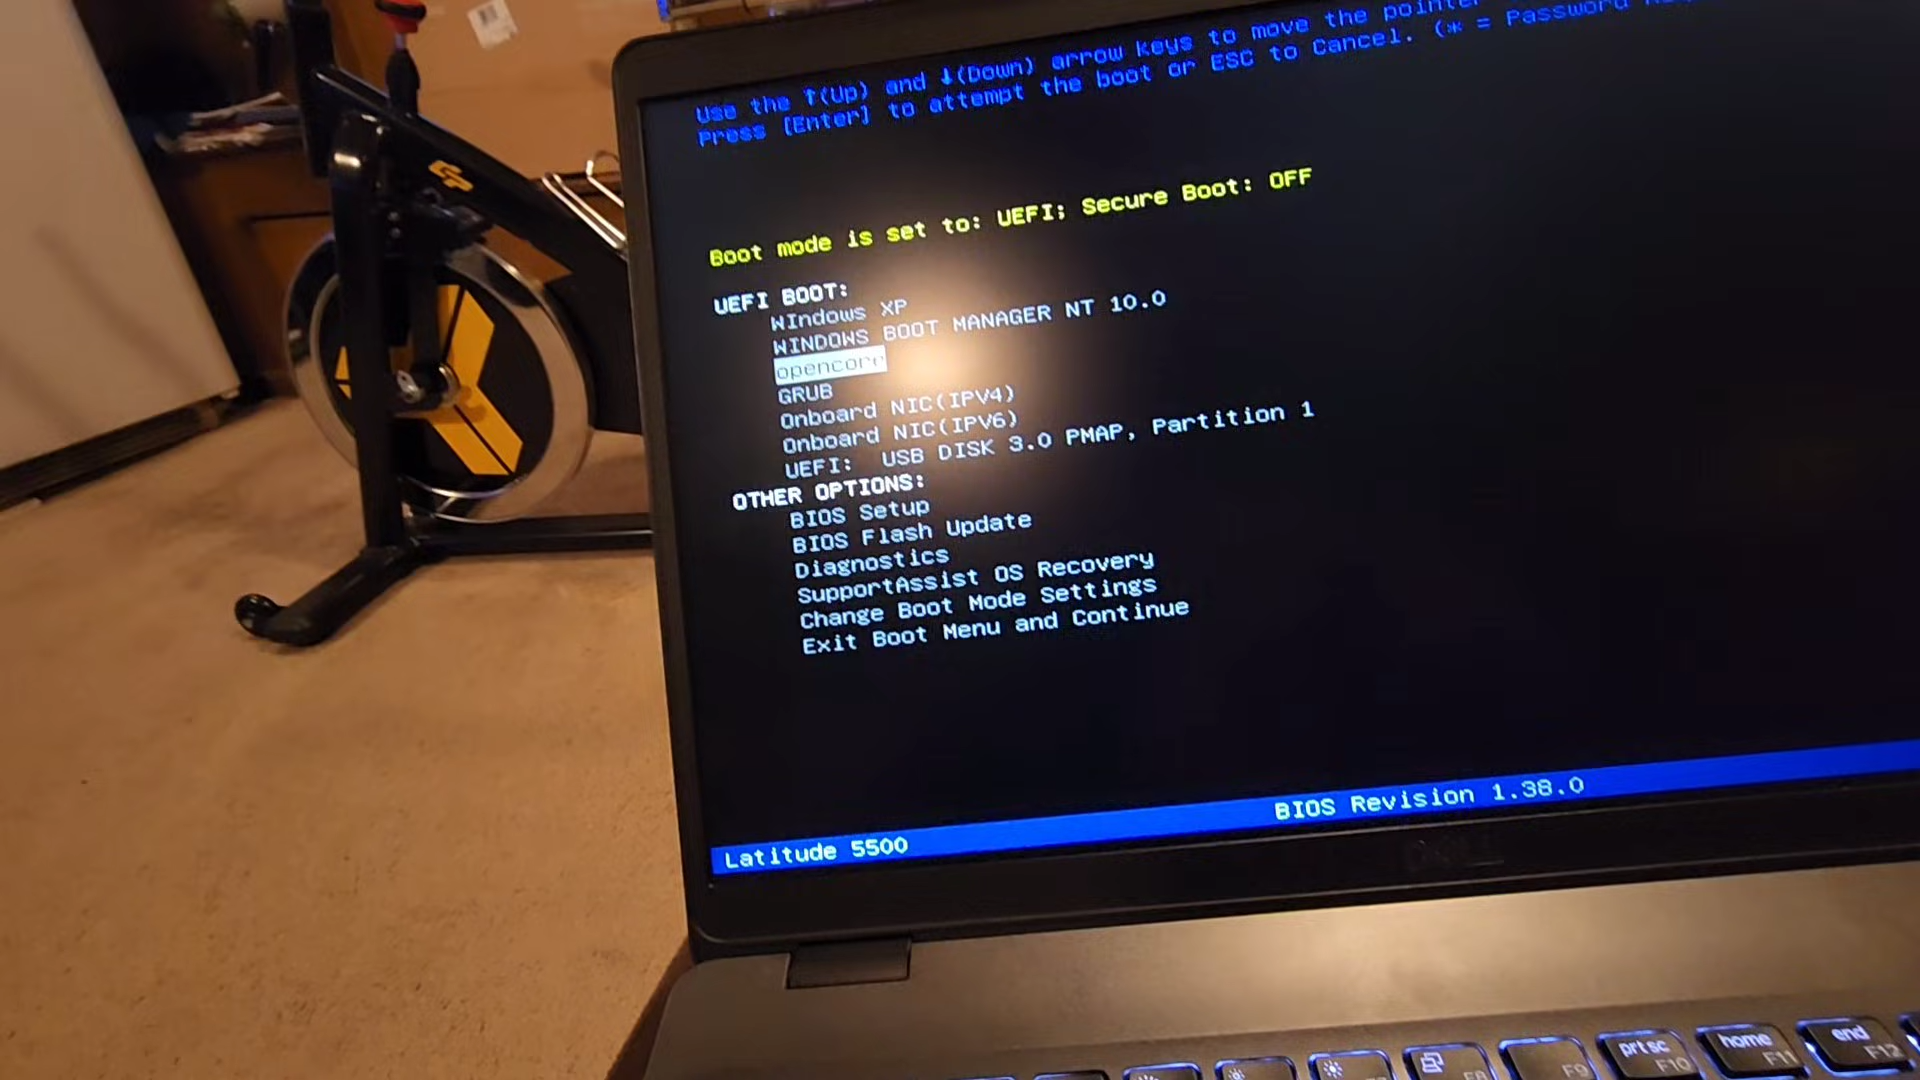 Use the ↑(Up) and ↓(Down) arrow keys to move the pointer
Press [Enter] to attempt the boot or ESC to Cancel. (* = Password
Boot mode is set to: UEFI; Secure Boot: OFF
UEFI BOOT:
WIndows XP
WINDOWS BOOT MANAGER NT 10.0
opencore
GRUB
Onboard NIC(IPV4)
Onboard NIC(IPV6)
UEFI: USB DISK 3.0 PMAP, Partition 1
OTHER OPTIONS:
BIOS Setup
BIOS Flash Update
Diagnostics
SupportAssist OS Recovery
Change Boot Mode Settings
Exit Boot Menu and Continue
Latitude 5500
BIOS Revision 1.38.0
DELL
prtsc
home
end
F8
F9
F10
F11
F12